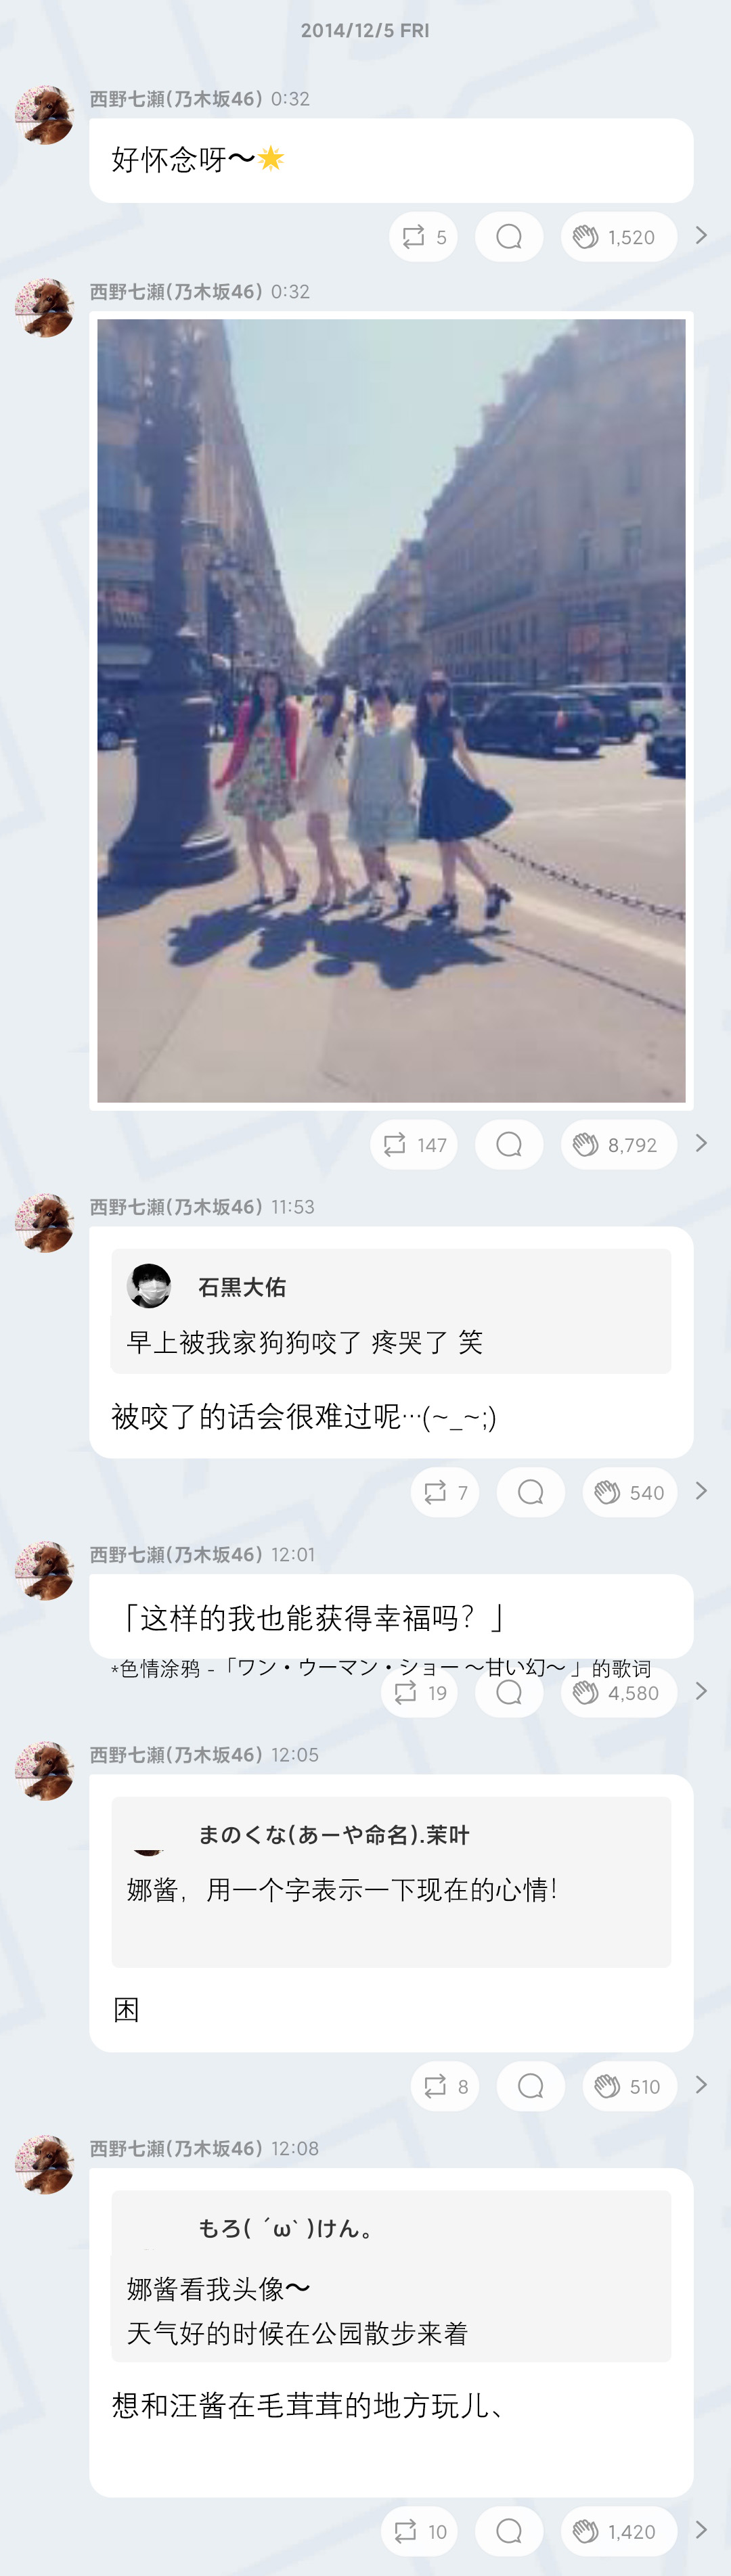 2014/12/5 FRI
西野七瀬(乃木坂46) 0:32
好怀念呀～🌟
5
1,520
西野七瀬(乃木坂46) 0:32
147
8,792
西野七瀬(乃木坂46) 11:53
石黒大佑
早上被我家狗狗咬了 疼哭了 笑
被咬了的话会很难过呢…(~_~;)
7
540
西野七瀬(乃木坂46) 12:01
「这样的我也能获得幸福吗？」
*色情涂鸦 -「ワン・ウーマン・ショー ～甘い幻～ 」的歌词
19
4,580
西野七瀬(乃木坂46) 12:05
まのくな(あーや命名).茉叶
娜酱，用一个字表示一下现在的心情！
困
8
510
西野七瀬(乃木坂46) 12:08
もろ( ´ω` )けん。
娜酱看我头像～
天气好的时候在公园散步来着
想和汪酱在毛茸茸的地方玩儿、
10
1,420